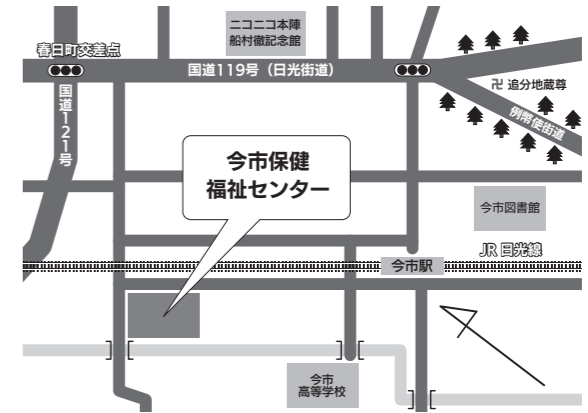 ニコニコ本陣
船村徹記念館
春日町交差点
国道119号（日光街道）
国道121号
卍 追分地蔵尊
例幣使街道
今市保健
福祉センター
今市図書館
JR 日光線
今市駅
今市
高等学校